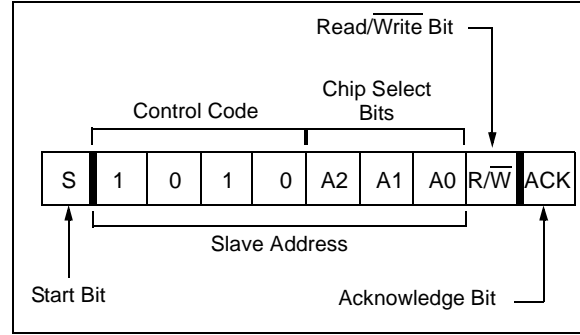 Read/Write Bit
Chip Select
Bits
Control Code
S 1 0 1 0 A2 A1 A0 R/W ACK
Slave Address
Start Bit
Acknowledge Bit